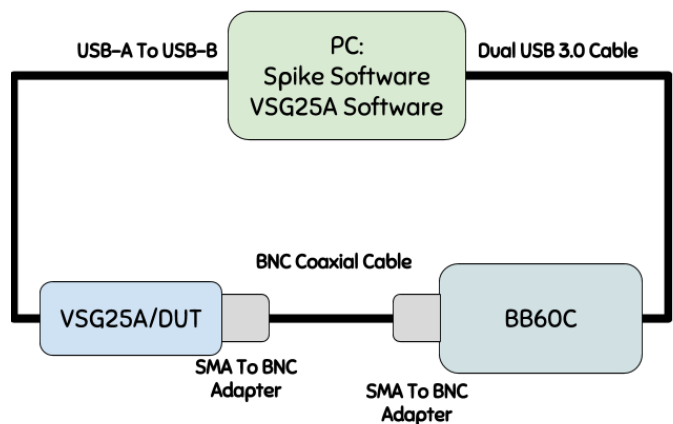 USB-A To USB-B
PC:
Spike Software
VSG25A Software
Dual USB 3.0 Cable
BNC Coaxial Cable
VSG25A/DUT
BB60C
SMA To BNC
Adapter
SMA To BNC
Adapter